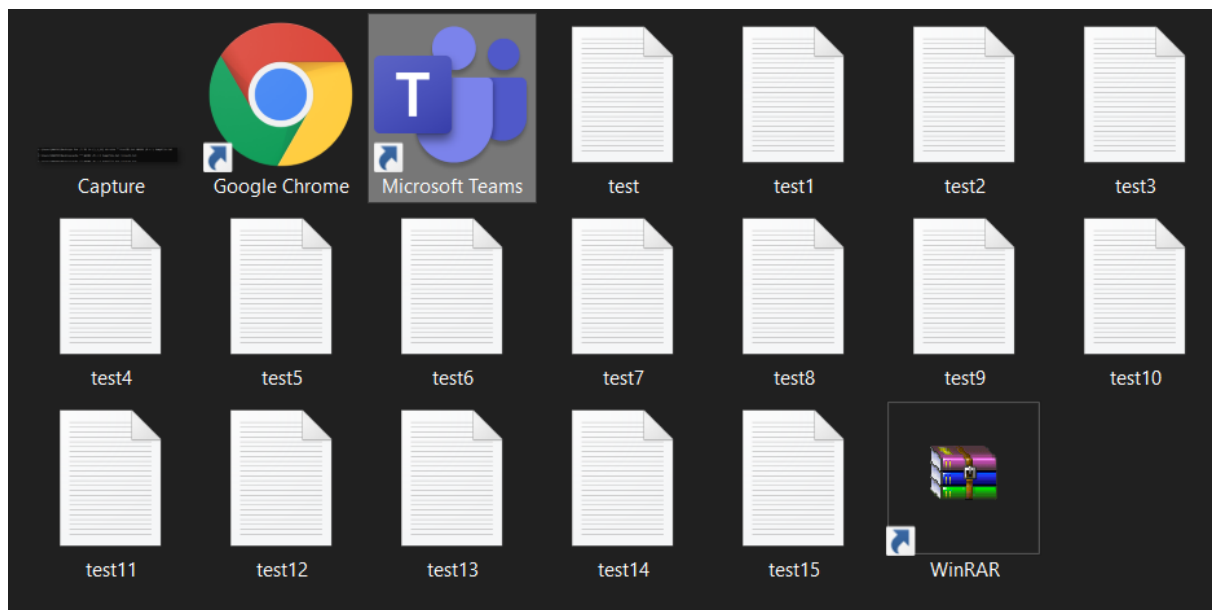 T
Capture Google Chrome Microsoft Teams test test1 test2 test3
test4 test5 test6 test7 test8 test9 test10
test11 test12 test13 test14 test15 WinRAR